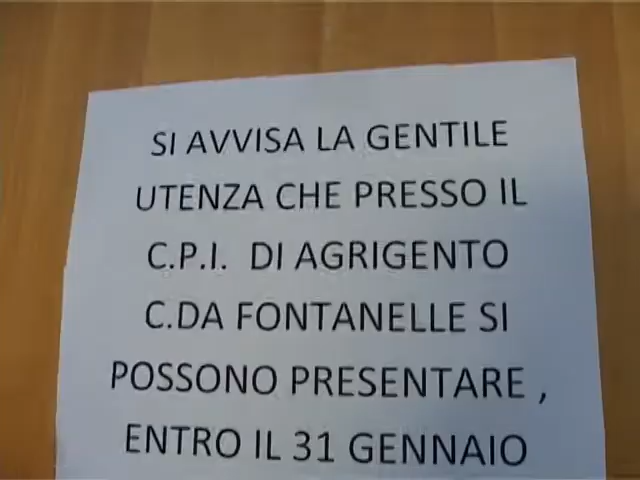 SI AVVISA LA GENTILE
UTENZA CHE PRESSO IL
C.P.I. DI AGRIGENTO
C.DA FONTANELLE SI
POSSONO PRESENTARE ,
ENTRO IL 31 GENNAIO